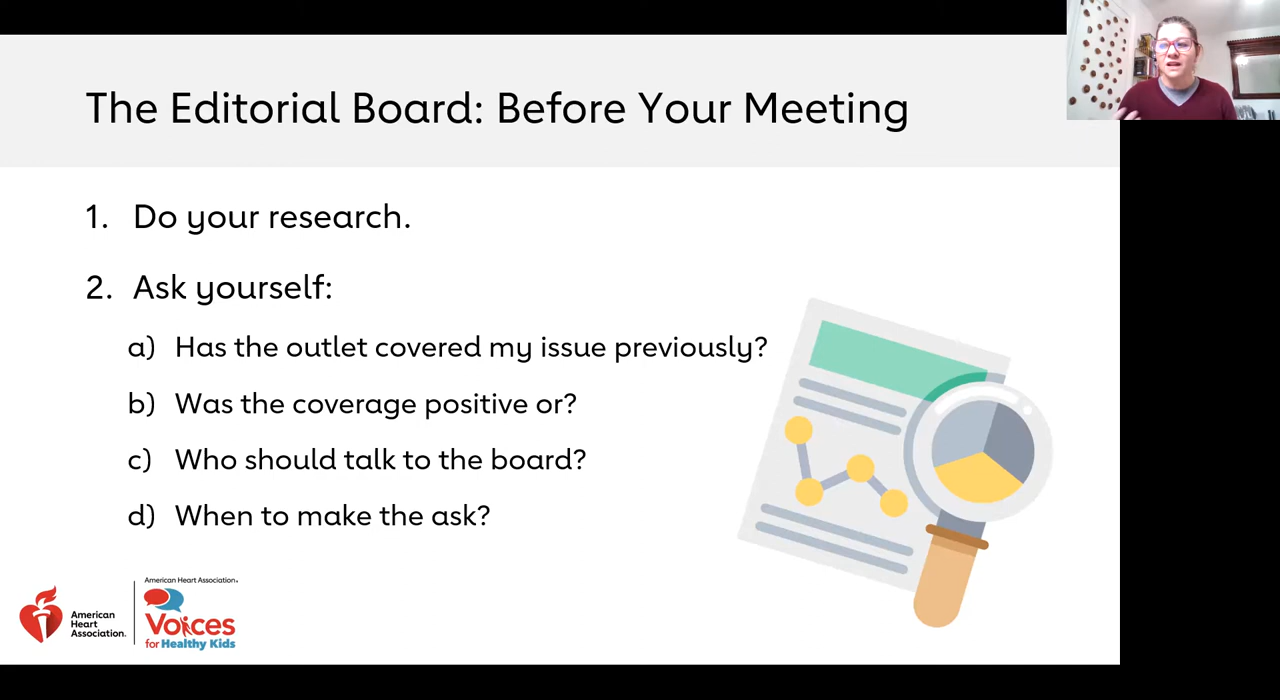 The Editorial Board: Before Your Meeting
1. Do your research.
2. Ask yourself:
a) Has the outlet covered my issue previously?
b) Was the coverage positive or?
c) Who should talk to the board?
d) When to make the ask?
American
Heart
Association.
American Heart Association.
Voices
for Healthy Kids